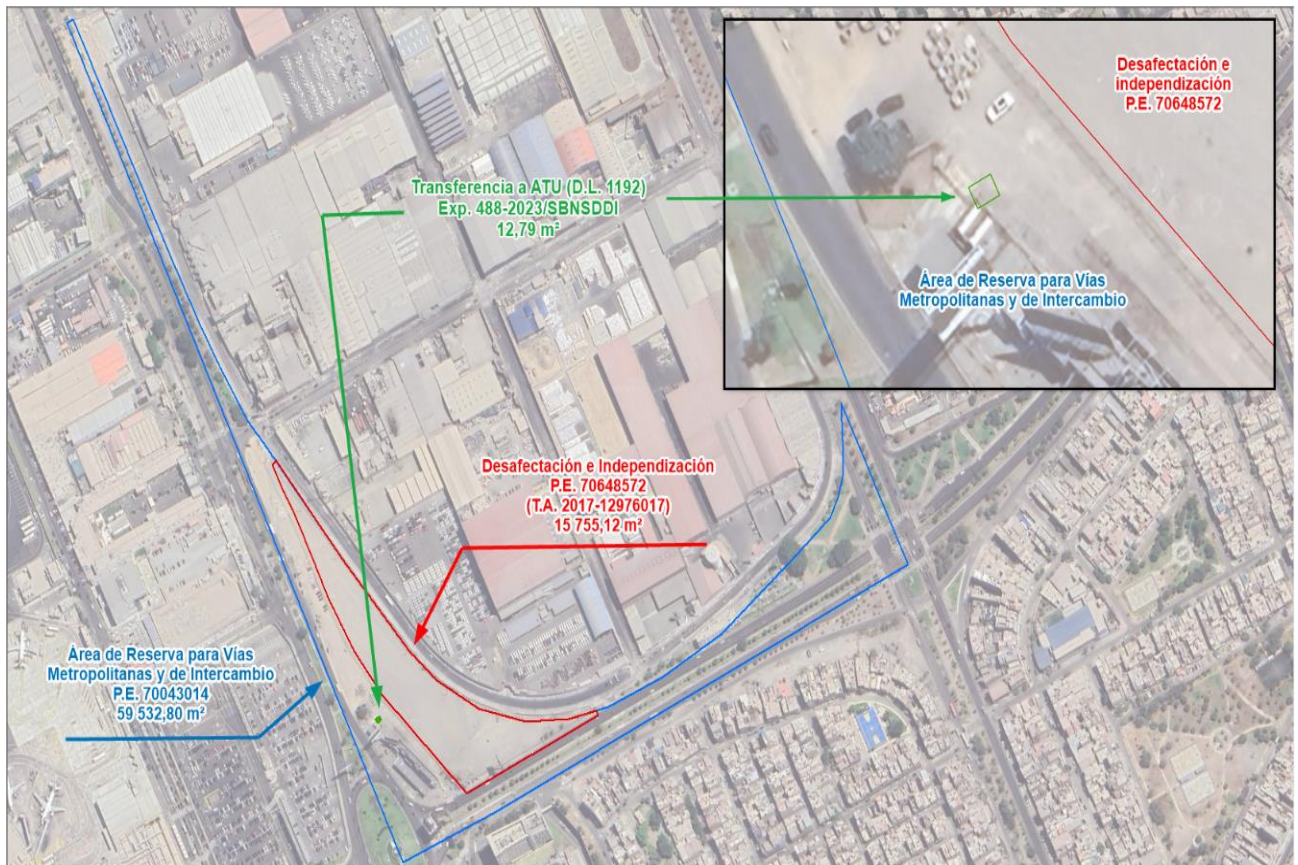 Desafectación e
independización
P.E. 70648572
Transferencia a ATU (D.L. 1192)
Exp. 488-2023/SBNSDDI
12,79 m²
Área de Reserva para Vías
Metropolitanas y de Intercambio
Desafectación e Independización
P.E. 70648572
(T.A. 2017-12976017)
15 755,12 m²
Área de Reserva para Vías
Metropolitanas y de Intercambio
P.E. 70043014
59 532,80 m²